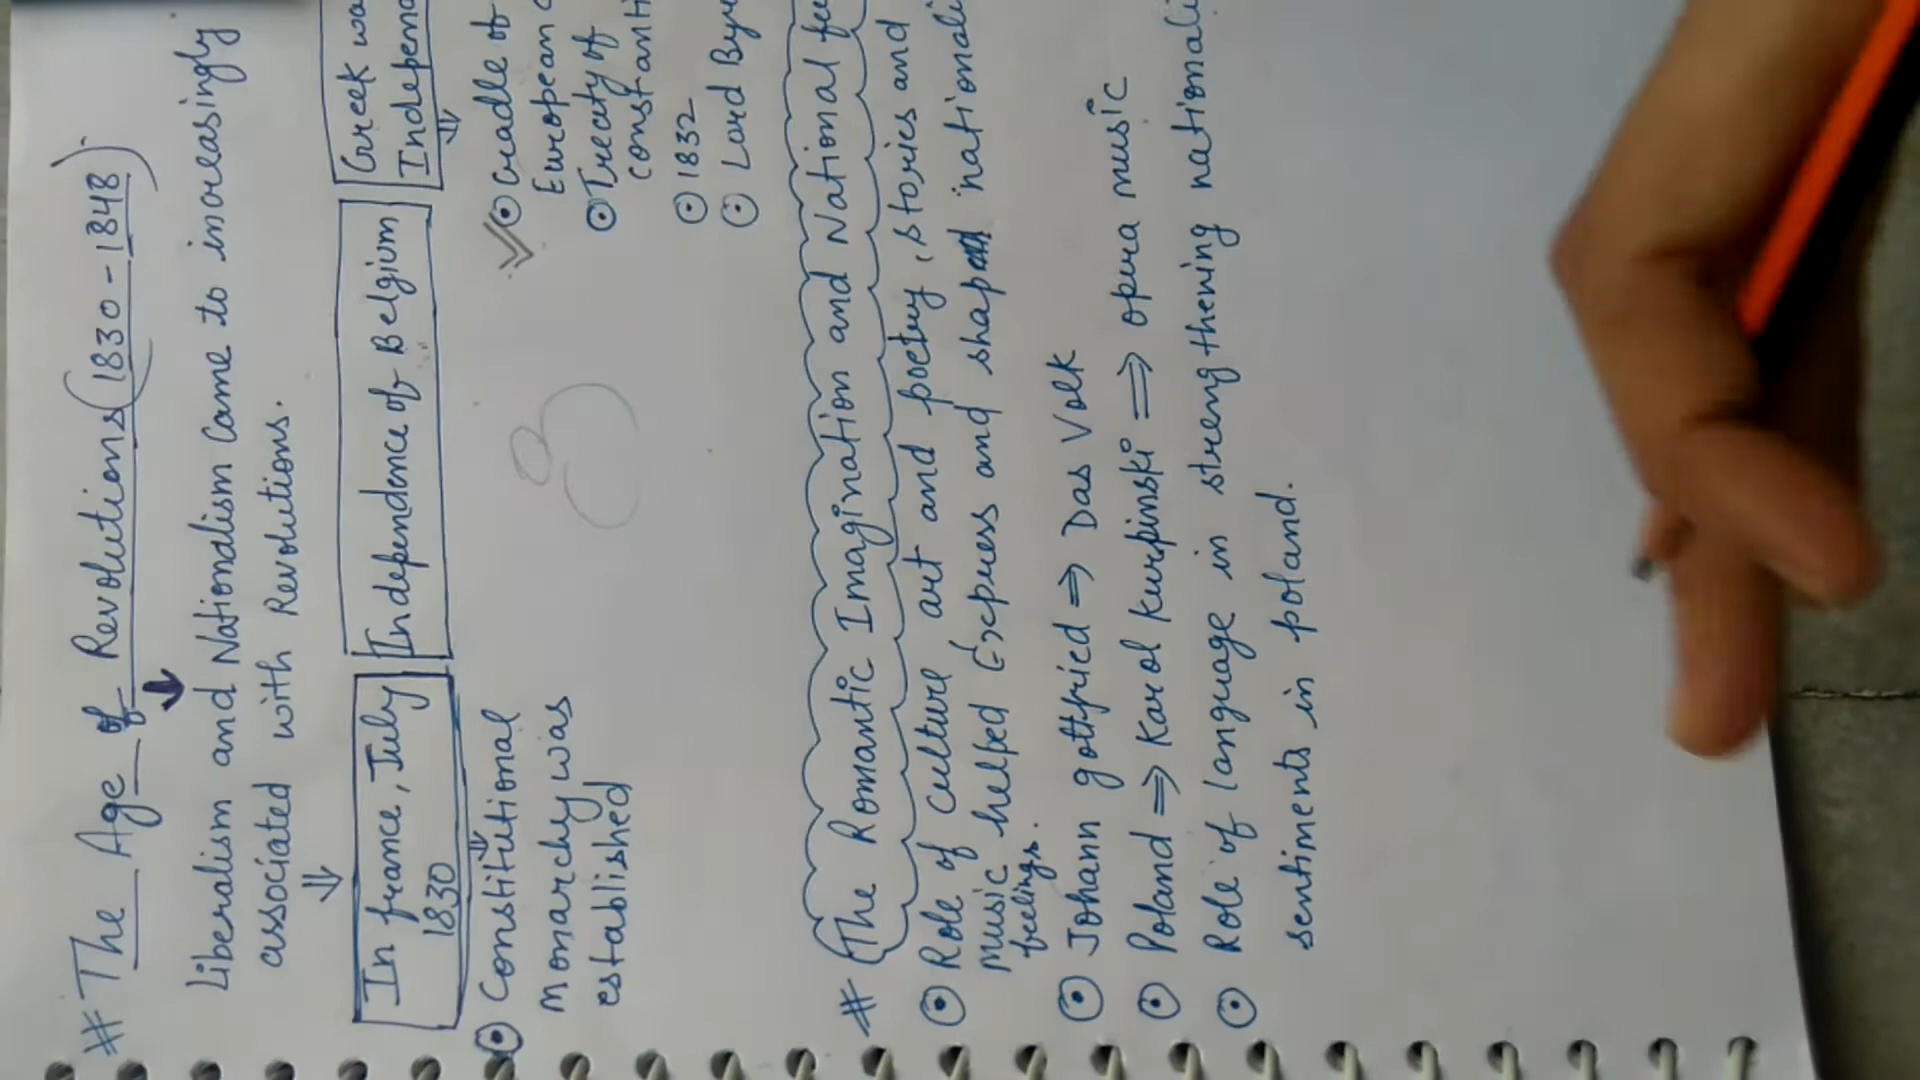 # The Age of Revolutions (1830-1848)
Liberalism and Nationalism Came to increasingly
associated with Revolutions.
In france, July
1830
Independence of Belgium
Greek
Constitutional
Monarchy was
established
Cradle of
European
Treaty of
1832
Lord
# The Romantic Imagination and National
Role of culture art and poetry, stories and
Music helped Express and shaped
feelings.
Johann gottfried ⇒ Das Volk
Poland ⇒ Karol Kurpinski ⇒ opera music
Role of language in strengthening
sentiments in poland.